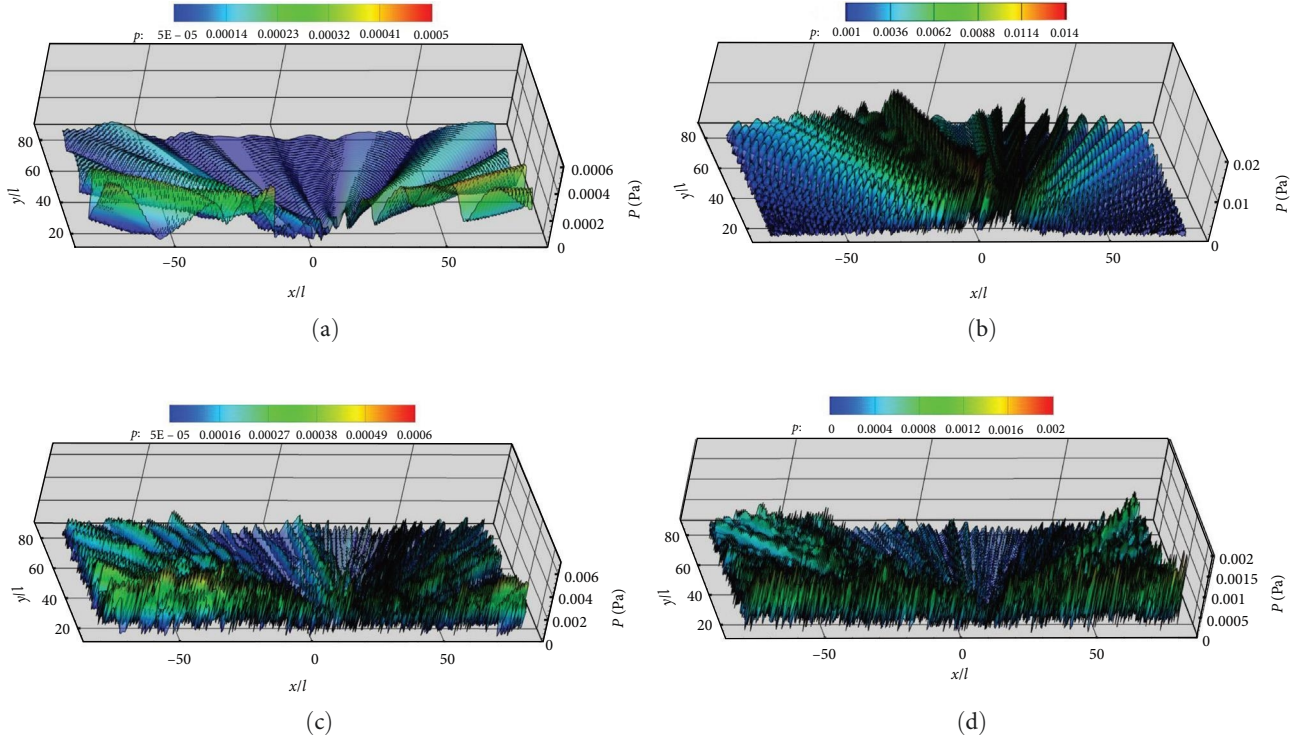 p: 5E – 05 0.00014 0.00023 0.00032 0.00041 0.0005
80
60
40
20
y/l
–50 0 50
x/l
0.0006
0.0004
0.0002
0
P (Pa)
(a)
p: 0.001 0.0036 0.0062 0.0088 0.0114 0.014
80
60
40
20
y/l
–50 0 50
x/l
0.02
0.01
0
P (Pa)
(b)
p: 5E – 05 0.00016 0.00027 0.00038 0.00049 0.0006
80
60
40
20
y/l
–50 0 50
x/l
0.006
0.004
0.002
0
P (Pa)
(c)
p: 0 0.0004 0.0008 0.0012 0.0016 0.002
80
60
40
20
y/l
–50 0 50
x/l
0.002
0.0015
0.001
0.0005
0
P (Pa)
(d)